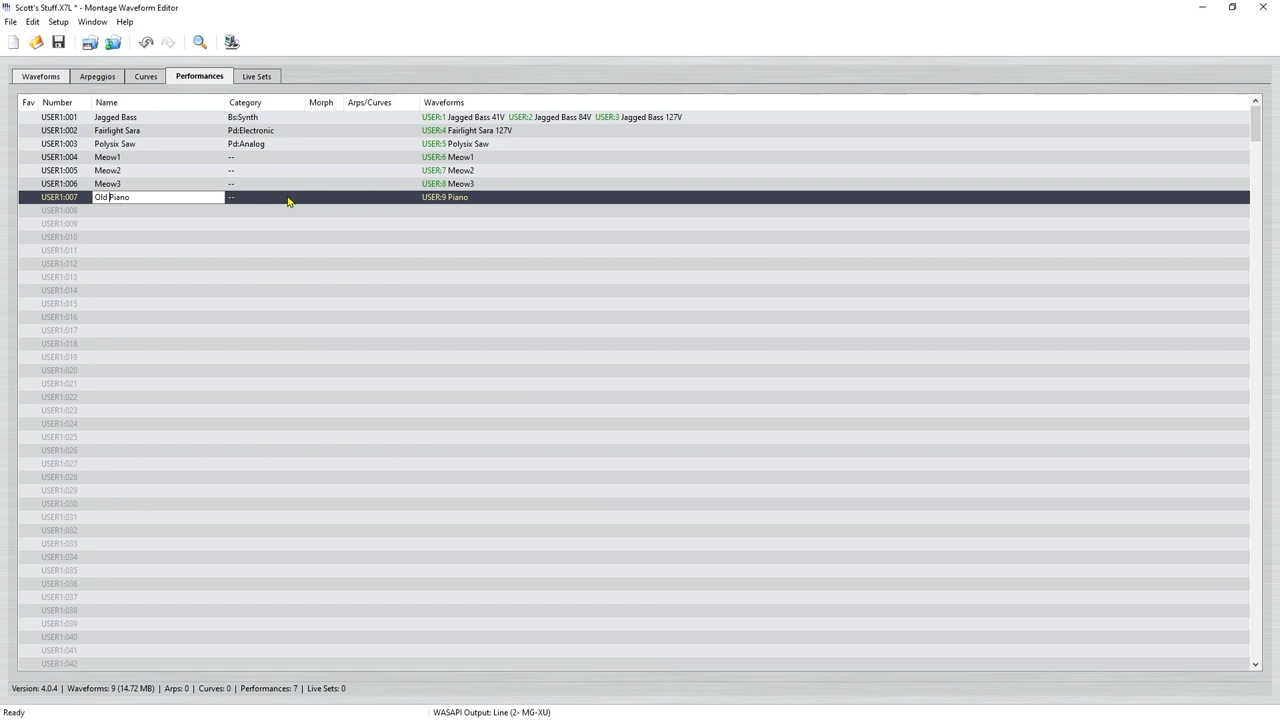 Scott's Stuff.X7L * - Montage Waveform Editor
File Edit Setup Window Help
Waveforms Arpeggios Curves Performances Live Sets
Fav Number Name Category Morph Arps/Curves Waveforms
USER1:001 Jagged Bass Bs:Synth USER:1 Jagged Bass 41V USER:2 Jagged Bass 84V USER:3 Jagged Bass 127V
USER1:002 Fairlight Sara Pd:Electronic USER:4 Fairlight Sara 127V
USER1:003 Polysix Saw Pd:Analog USER:5 Polysix Saw
USER1:004 Meow1 -- USER:6 Meow1
USER1:005 Meow2 -- USER:7 Meow2
USER1:006 Meow3 -- USER:8 Meow3
USER1:007 Old Piano -- USER:9 Piano
USER1:008
USER1:009
USER1:010
USER1:011
USER1:012
USER1:013
USER1:014
USER1:015
USER1:016
USER1:017
USER1:018
USER1:019
USER1:020
USER1:021
USER1:022
USER1:023
USER1:024
USER1:025
USER1:026
USER1:027
USER1:028
USER1:029
USER1:030
USER1:031
USER1:032
USER1:033
USER1:034
USER1:035
USER1:036
USER1:037
USER1:038
USER1:039
USER1:040
USER1:041
USER1:042
Version: 4.0.4 | Waveforms: 9 (14.72 MB) | Arps: 0 | Curves: 0 | Performances: 7 | Live Sets: 0
Ready WASAPI Output: Line (2- MG-XU)